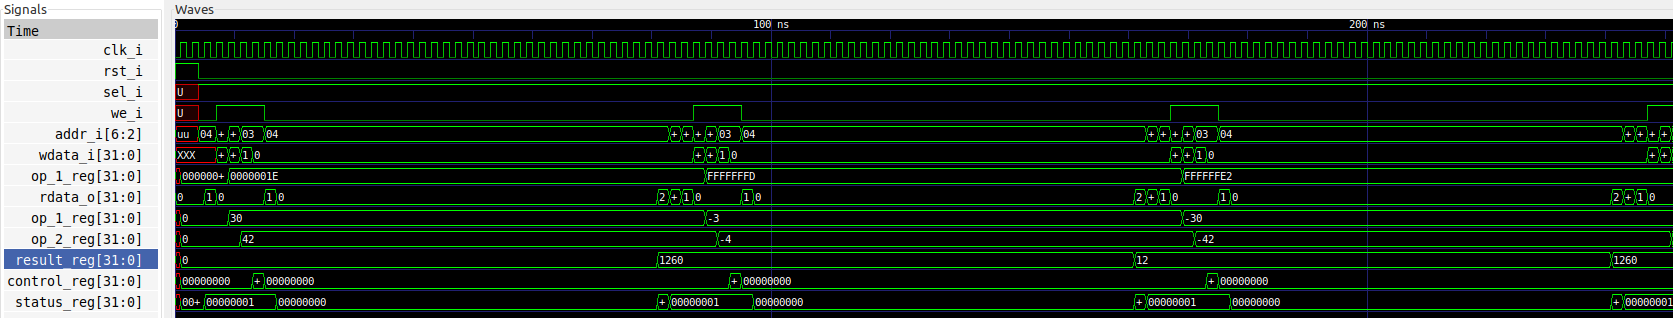 Signals Waves
Time 0 100 ns 200 ns
clk_i
rst_i
sel_i U
we_i U
addr_i[6:2] uu 04 + + 03 04 + + + + 03 04 + + + + 03 04 + + + +
wdata_i[31:0] XXX + + 1 0 + + 1 0 + + 1 0 + +
op_1_reg[31:0] 000000+ 0000001E FFFFFFFD FFFFFFE2
rdata_o[31:0] 0 1 0 1 0 2 + 1 0 1 0 2 + 1 0 1 0 2 + 1 0
op_1_reg[31:0] 0 30 -3 -30
op_2_reg[31:0] 0 42 -4 -42
result_reg[31:0] 0 1260 12 1260
control_reg[31:0] 00000000 + 00000000 + 00000000 + 00000000
status_reg[31:0] 00+ 00000001 00000000 + 00000001 00000000 + 00000001 00000000 + 00000001